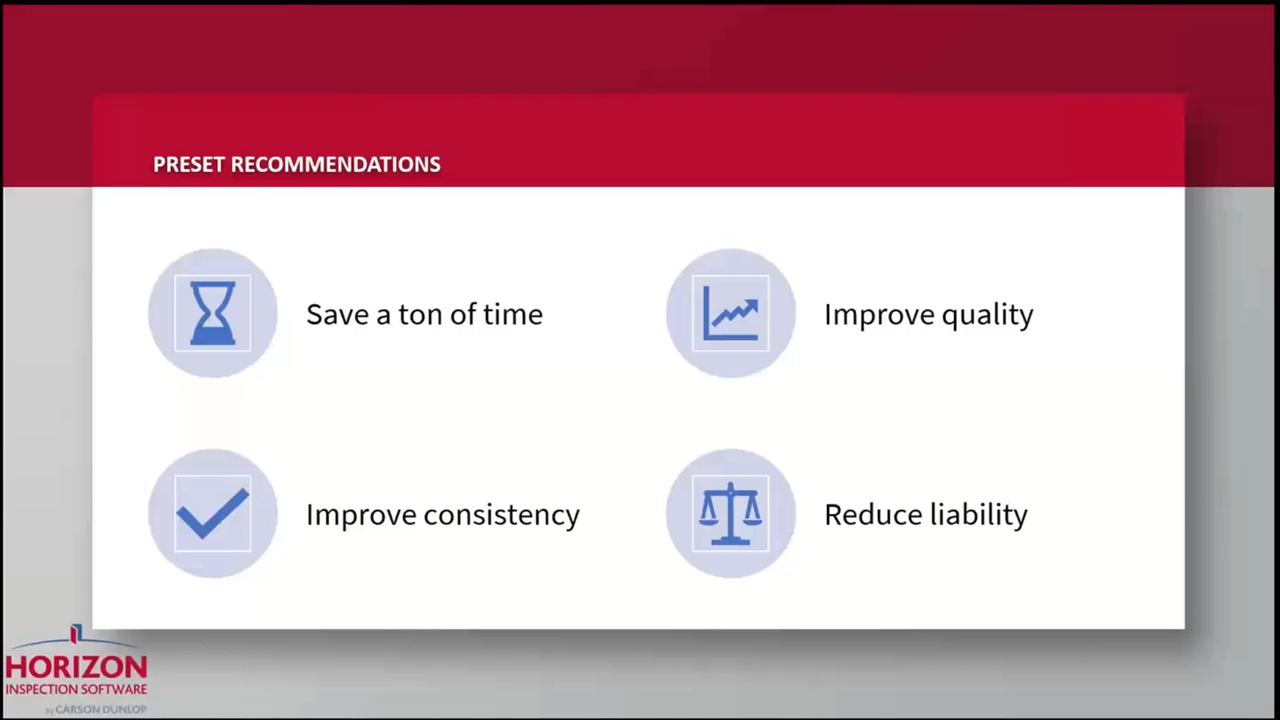 PRESET RECOMMENDATIONS
Save a ton of time
Improve quality
Improve consistency
Reduce liability
HORIZON
INSPECTION SOFTWARE
by CARSON DUNLOP